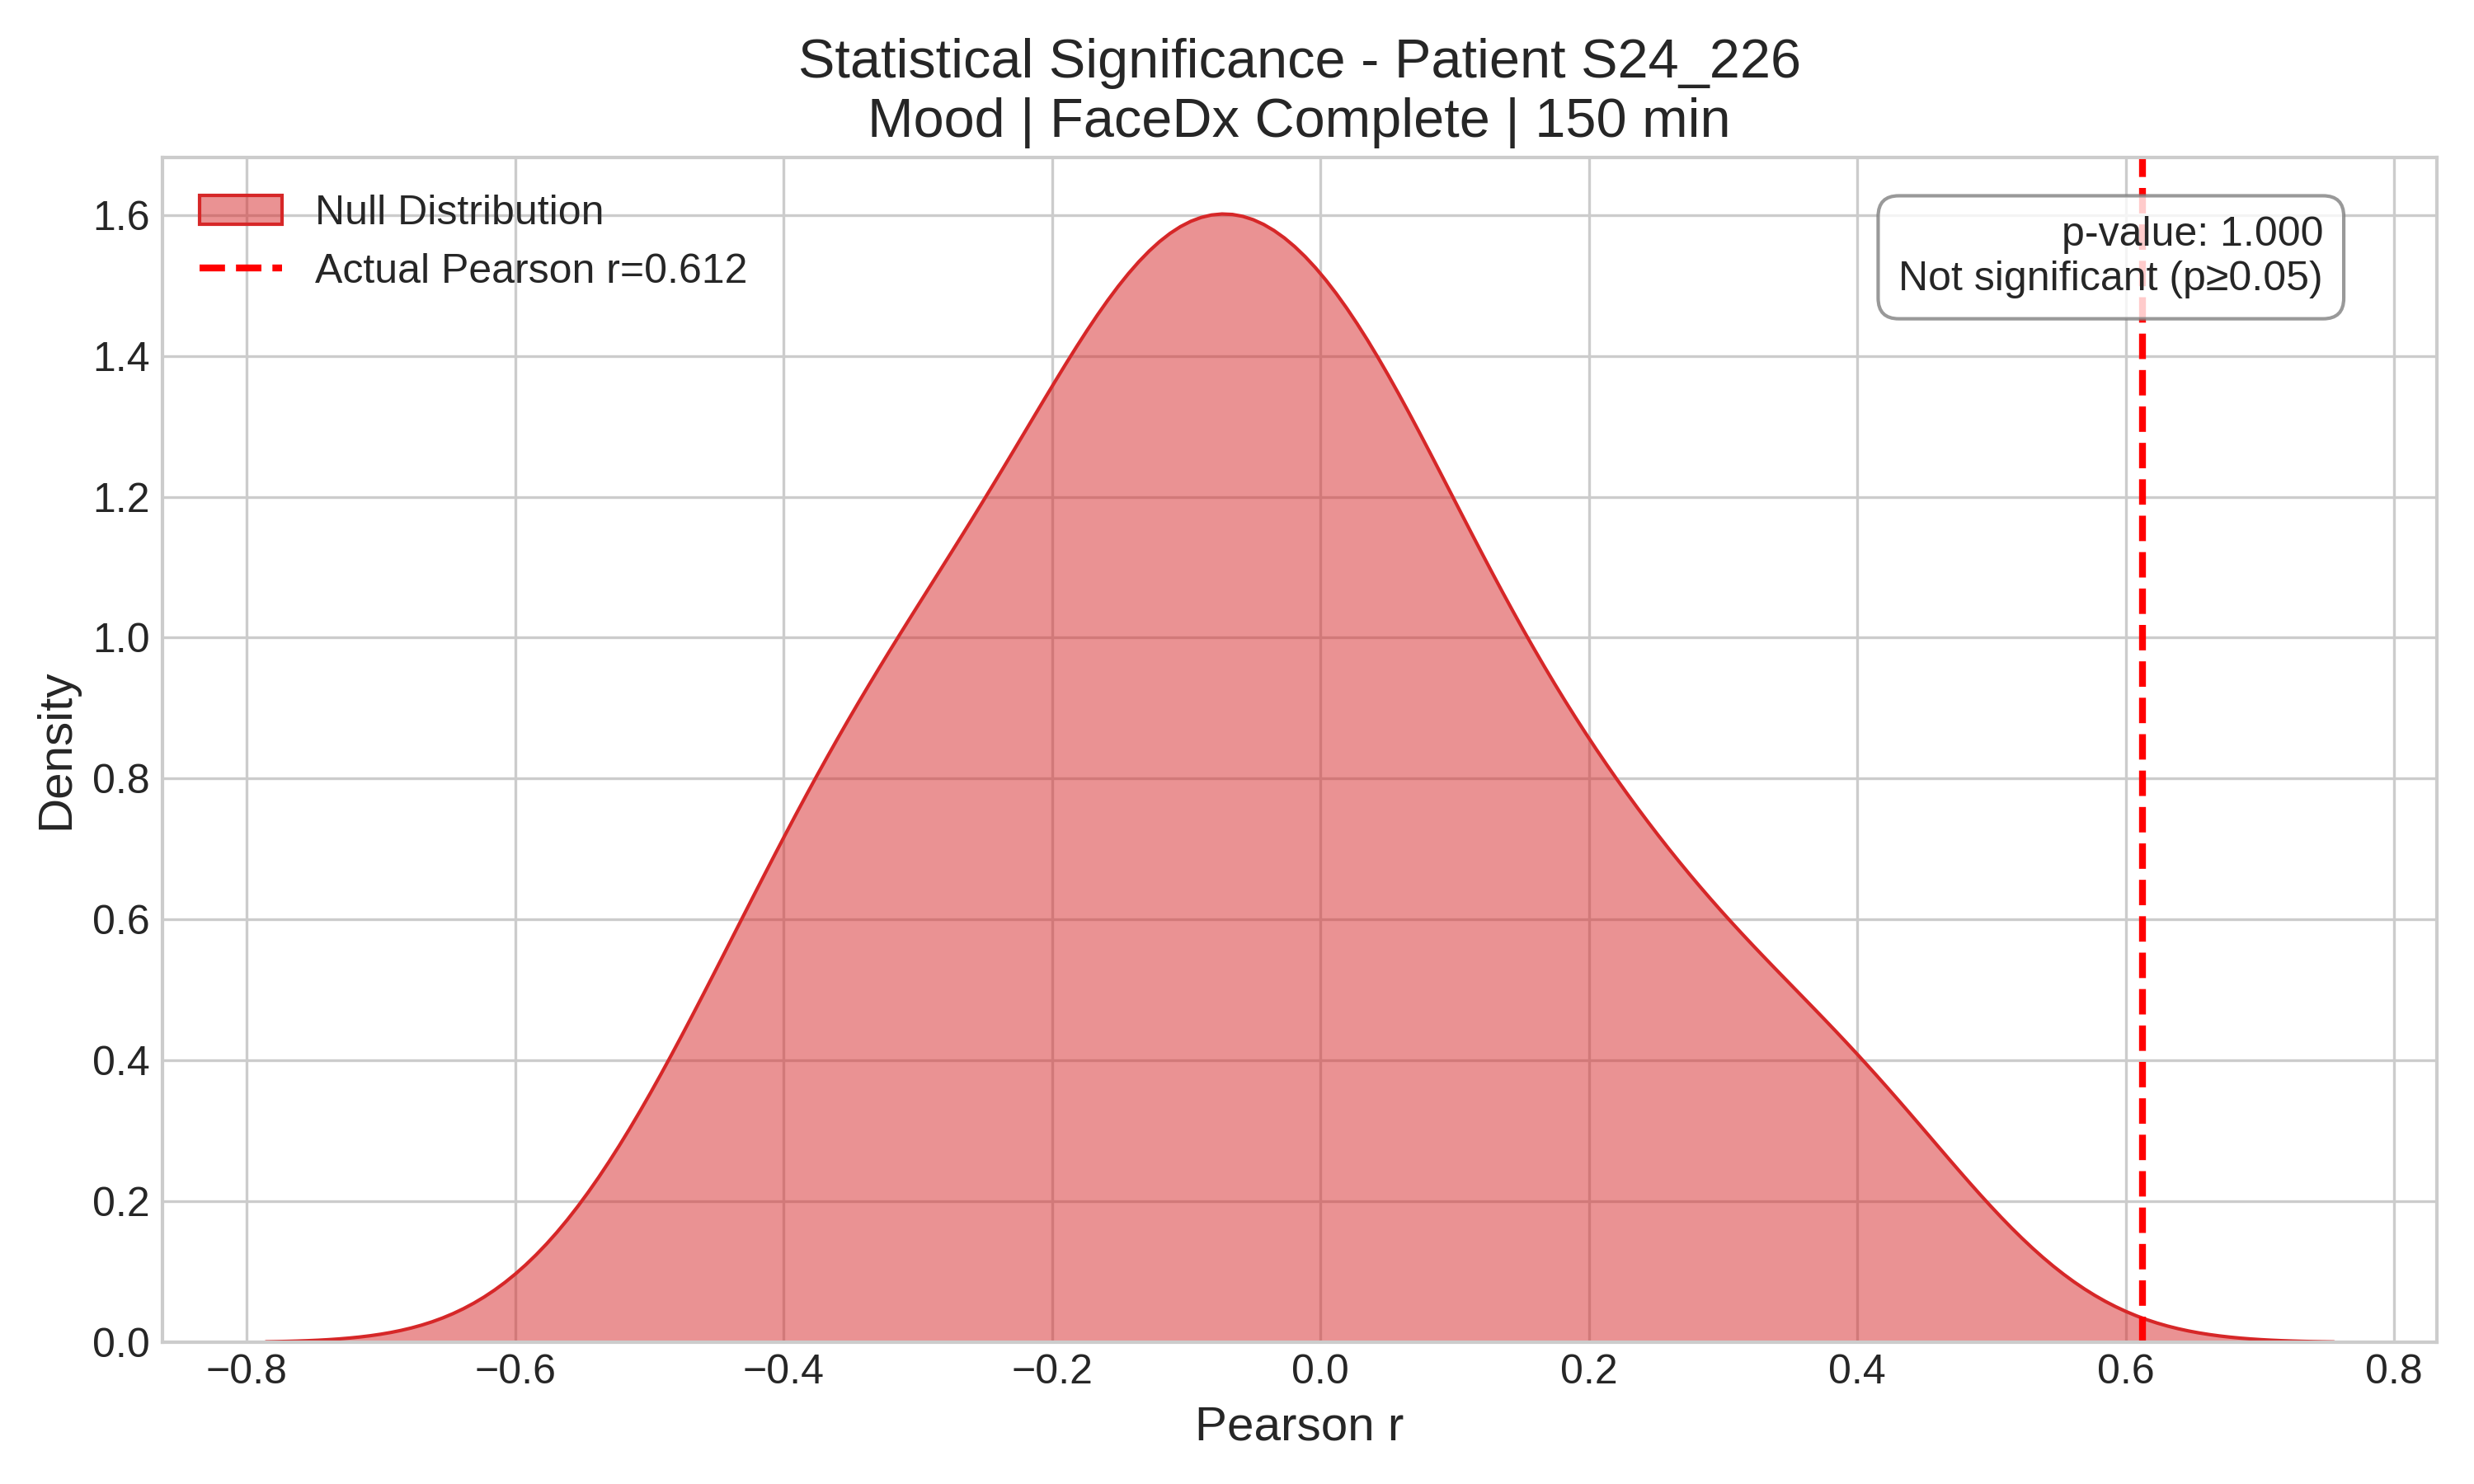 Statistical Significance - Patient S24_226
Mood | FaceDx Complete | 150 min
Null Distribution
Actual Pearson r=0.612
p-value: 1.000
Not significant (p≥0.05)
Density
1.6
1.4
1.2
1.0
0.8
0.6
0.4
0.2
0.0
−0.8 −0.6 −0.4 −0.2 0.0 0.2 0.4 0.6 0.8
Pearson r